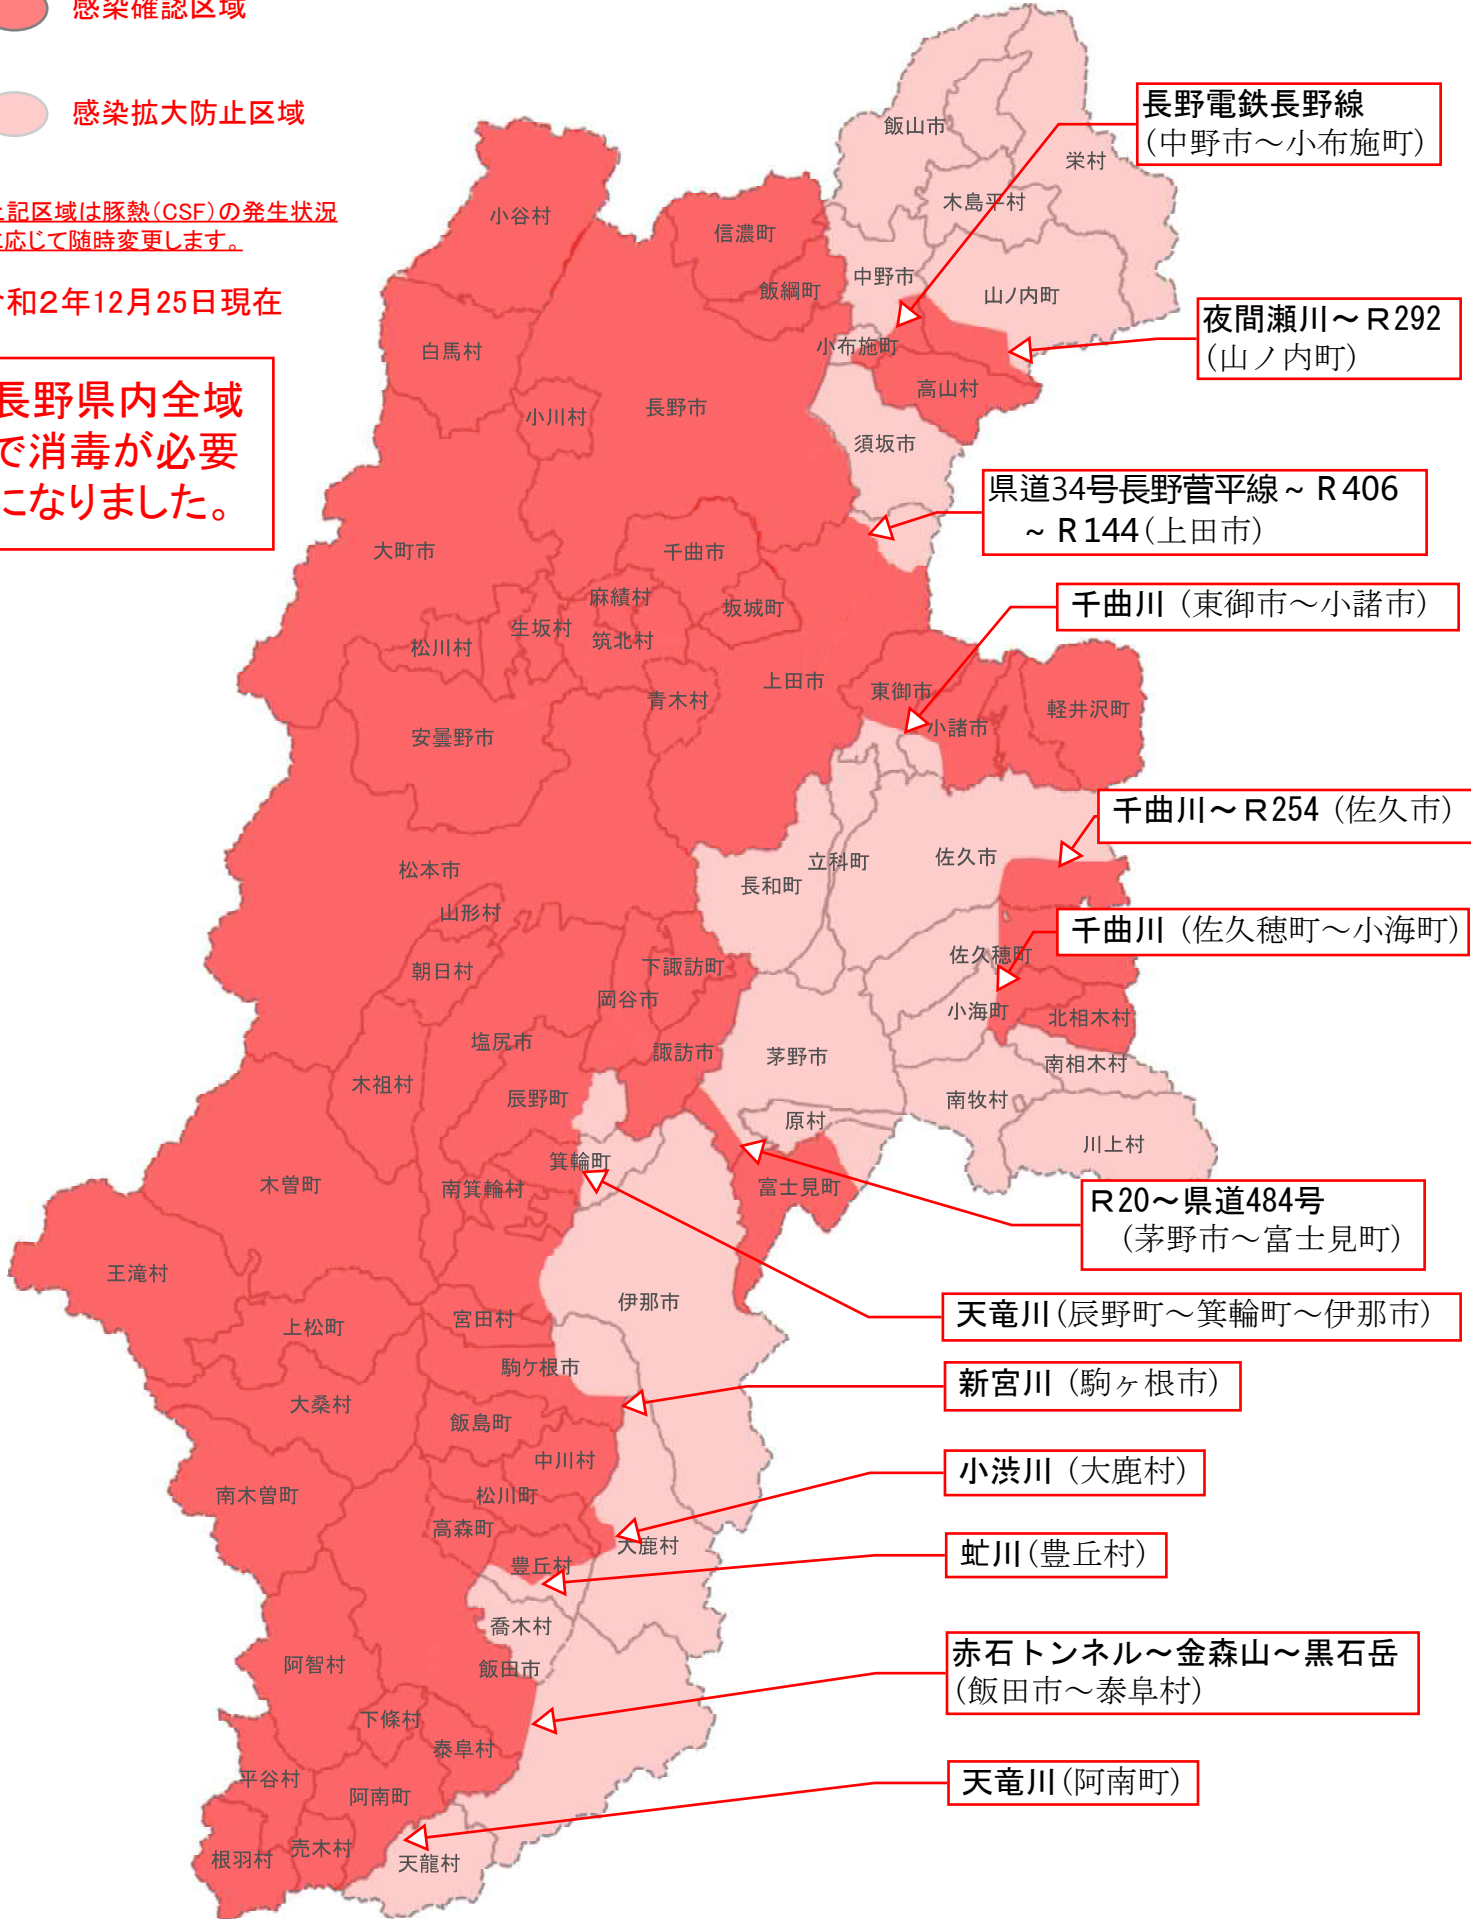 感染確認区域
感染拡大防止区域
上記区域は豚熱(CSF)の発生状況
に応じて随時変更します。
令和2年12月25日現在
長野県内全域
で消毒が必要
になりました。
長野電鉄長野線
(中野市～小布施町)
夜間瀬川～R292
(山ノ内町)
県道34号長野菅平線~R406
~R144(上田市)
千曲川 (東御市～小諸市)
千曲川～R254 (佐久市)
千曲川 (佐久穂町～小海町)
R20～県道484号
(茅野市～富士見町)
天竜川(辰野町～箕輪町～伊那市)
新宮川 (駒ヶ根市)
小渋川 (大鹿村)
虻川(豊丘村)
赤石トンネル～金森山～黒石岳
(飯田市～泰阜村)
天竜川(阿南町)
飯山市
栄村
木島平村
小谷村
信濃町
中野市
飯綱町
山ノ内町
白馬村
小布施町
高山村
小川村
長野市
須坂市
大町市
千曲市
麻績村
坂城町
生坂村
筑北村
松川村
上田市
青木村
東御市
小諸市
軽井沢町
安曇野市
松本市
立科町
佐久市
長和町
山形村
佐久穂町
朝日村
下諏訪町
岡谷市
小海町
北相木村
塩尻市
諏訪市
茅野市
南相木村
木祖村
辰野町
南牧村
原村
川上村
箕輪町
木曽町
南箕輪村
富士見町
王滝村
伊那市
宮田村
上松町
駒ケ根市
大桑村
飯島町
中川村
南木曽町
松川町
高森町
大鹿村
豊丘村
喬木村
阿智村
飯田市
下條村
泰阜村
平谷村
阿南町
売木村
根羽村
天龍村